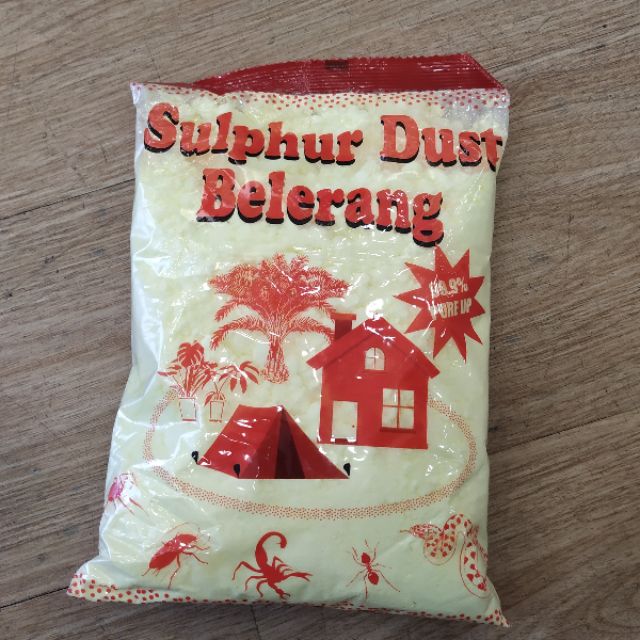 Sulphur Dust
Belerang
99.9%
PURE UP